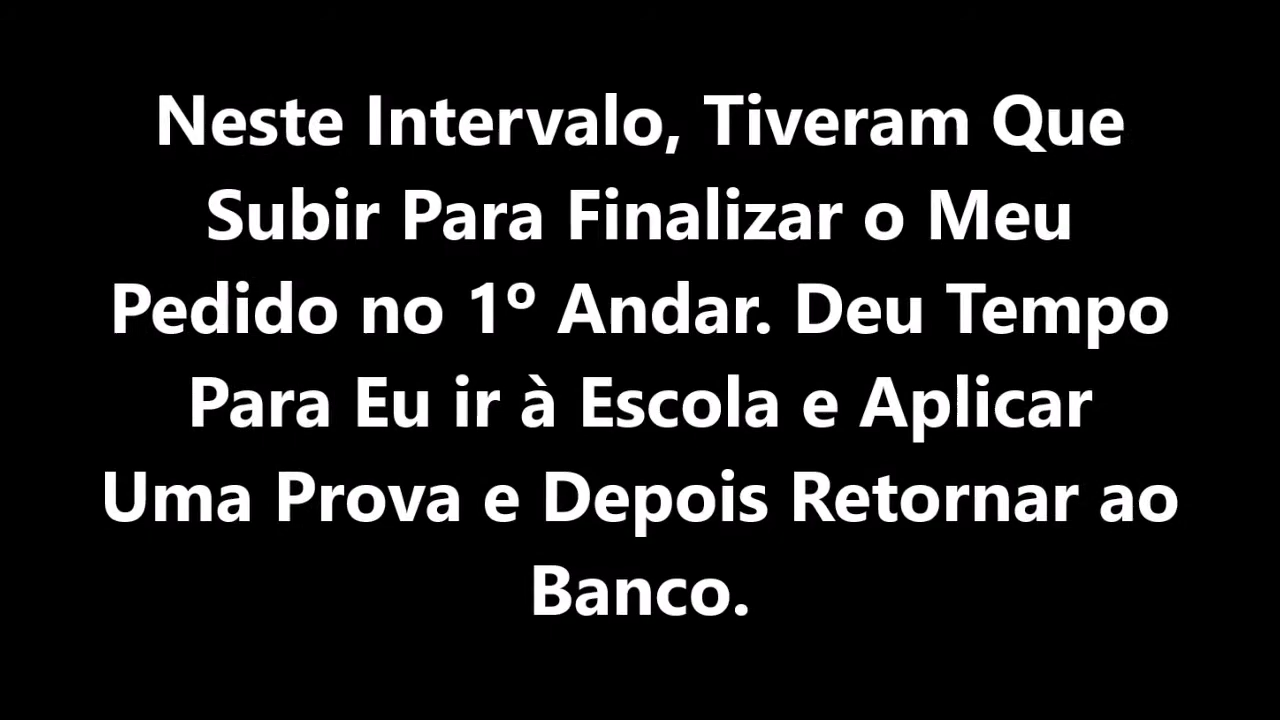 Neste Intervalo, Tiveram Que
Subir Para Finalizar o Meu
Pedido no 1º Andar. Deu Tempo
Para Eu ir à Escola e Aplicar
Uma Prova e Depois Retornar ao
Banco.